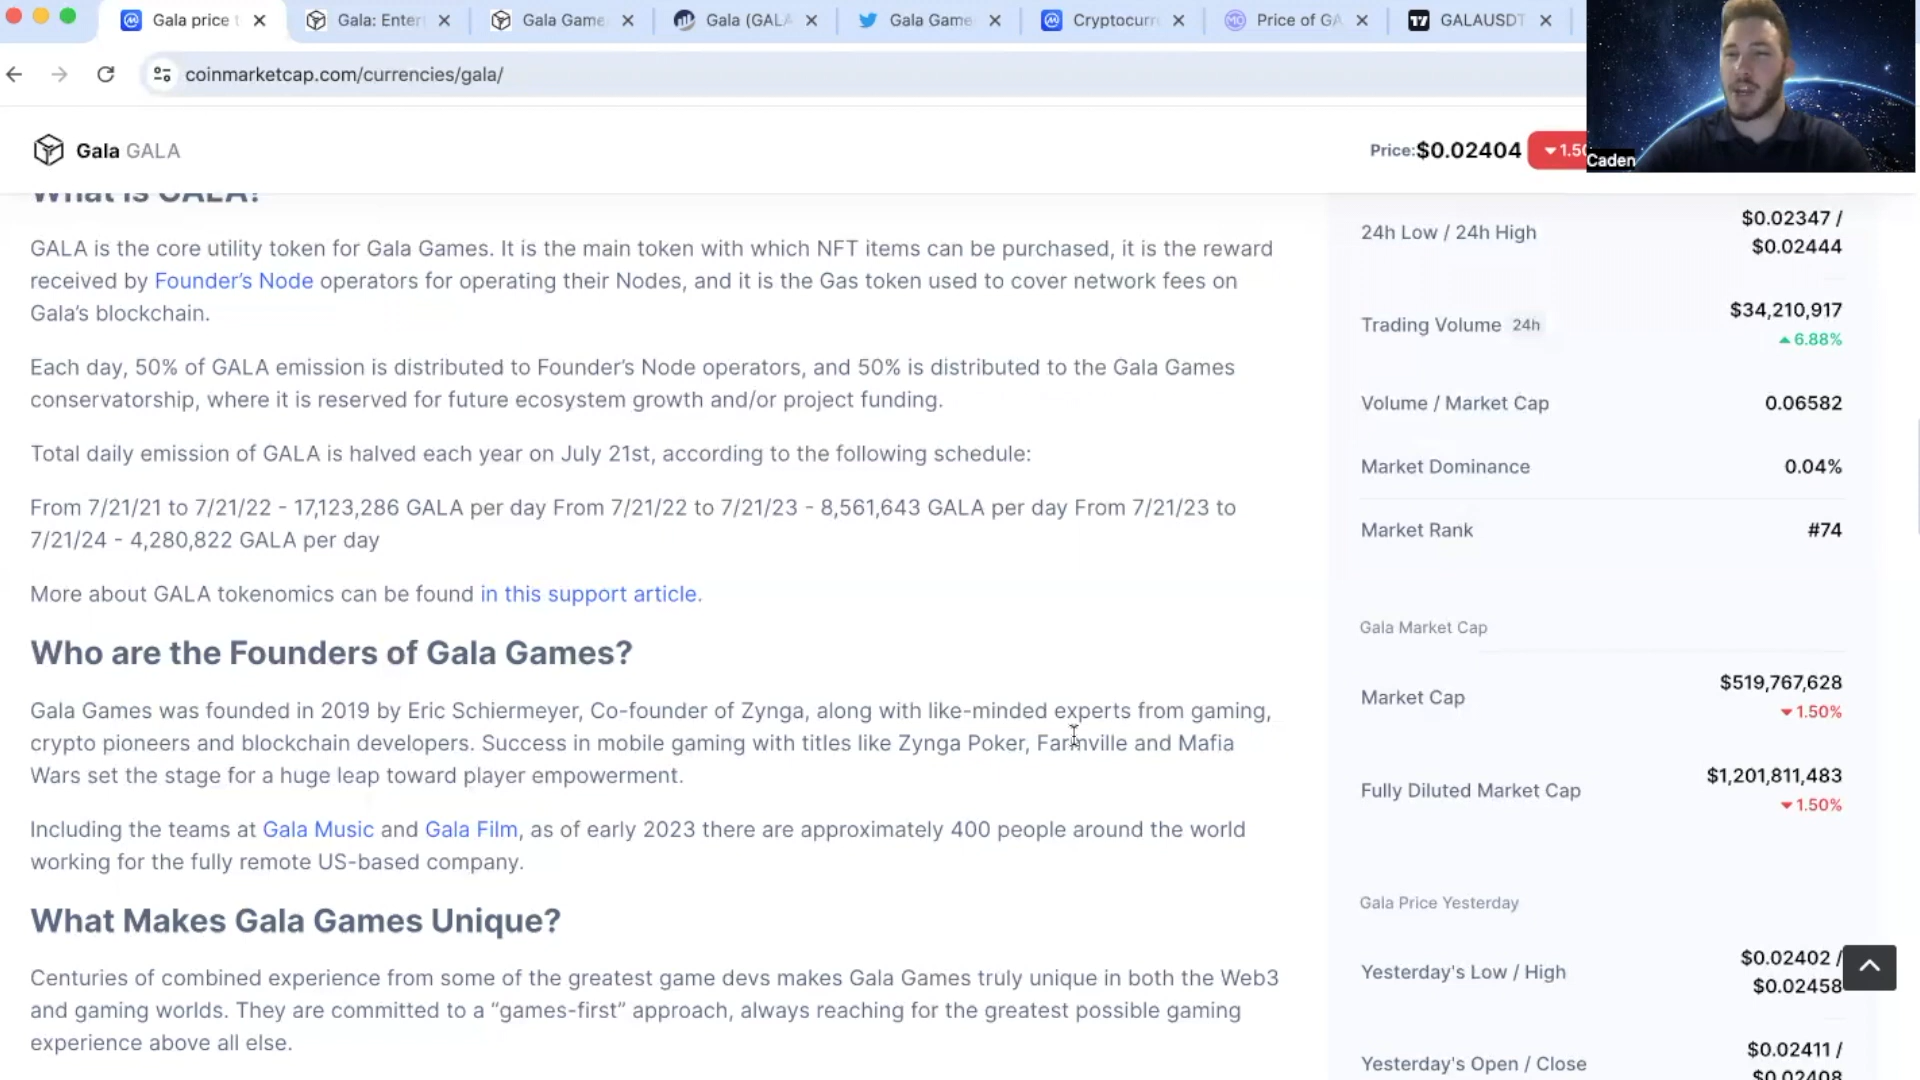 Gala price t
Gala: Enter
Gala Game
Gala (GALA
Gala Game
Cryptocurr
Price of GA
GALAUSDT
coinmarketcap.com/currencies/gala/
Caden
Gala GALA
Price:$0.02404
1.50
What is GALA?
GALA is the core utility token for Gala Games. It is the main token with which NFT items can be purchased, it is the reward
received by Founder’s Node operators for operating their Nodes, and it is the Gas token used to cover network fees on
Gala’s blockchain.
Each day, 50% of GALA emission is distributed to Founder’s Node operators, and 50% is distributed to the Gala Games
conservatorship, where it is reserved for future ecosystem growth and/or project funding.
Total daily emission of GALA is halved each year on July 21st, according to the following schedule:
From 7/21/21 to 7/21/22 - 17,123,286 GALA per day From 7/21/22 to 7/21/23 - 8,561,643 GALA per day From 7/21/23 to
7/21/24 - 4,280,822 GALA per day
More about GALA tokenomics can be found in this support article.
Who are the Founders of Gala Games?
Gala Games was founded in 2019 by Eric Schiermeyer, Co-founder of Zynga, along with like-minded experts from gaming,
crypto pioneers and blockchain developers. Success in mobile gaming with titles like Zynga Poker, Farmville and Mafia
Wars set the stage for a huge leap toward player empowerment.
Including the teams at Gala Music and Gala Film, as of early 2023 there are approximately 400 people around the world
working for the fully remote US-based company.
What Makes Gala Games Unique?
Centuries of combined experience from some of the greatest game devs makes Gala Games truly unique in both the Web3
and gaming worlds. They are committed to a “games-first” approach, always reaching for the greatest possible gaming
experience above all else.
24h Low / 24h High
$0.02347 /
$0.02444
Trading Volume 24h
$34,210,917
6.88%
Volume / Market Cap
0.06582
Market Dominance
0.04%
Market Rank
#74
Gala Market Cap
Market Cap
$519,767,628
1.50%
Fully Diluted Market Cap
$1,201,811,483
1.50%
Gala Price Yesterday
Yesterday's Low / High
$0.02402 /
$0.02458
Yesterday's Open / Close
$0.02411 /
$0.02408